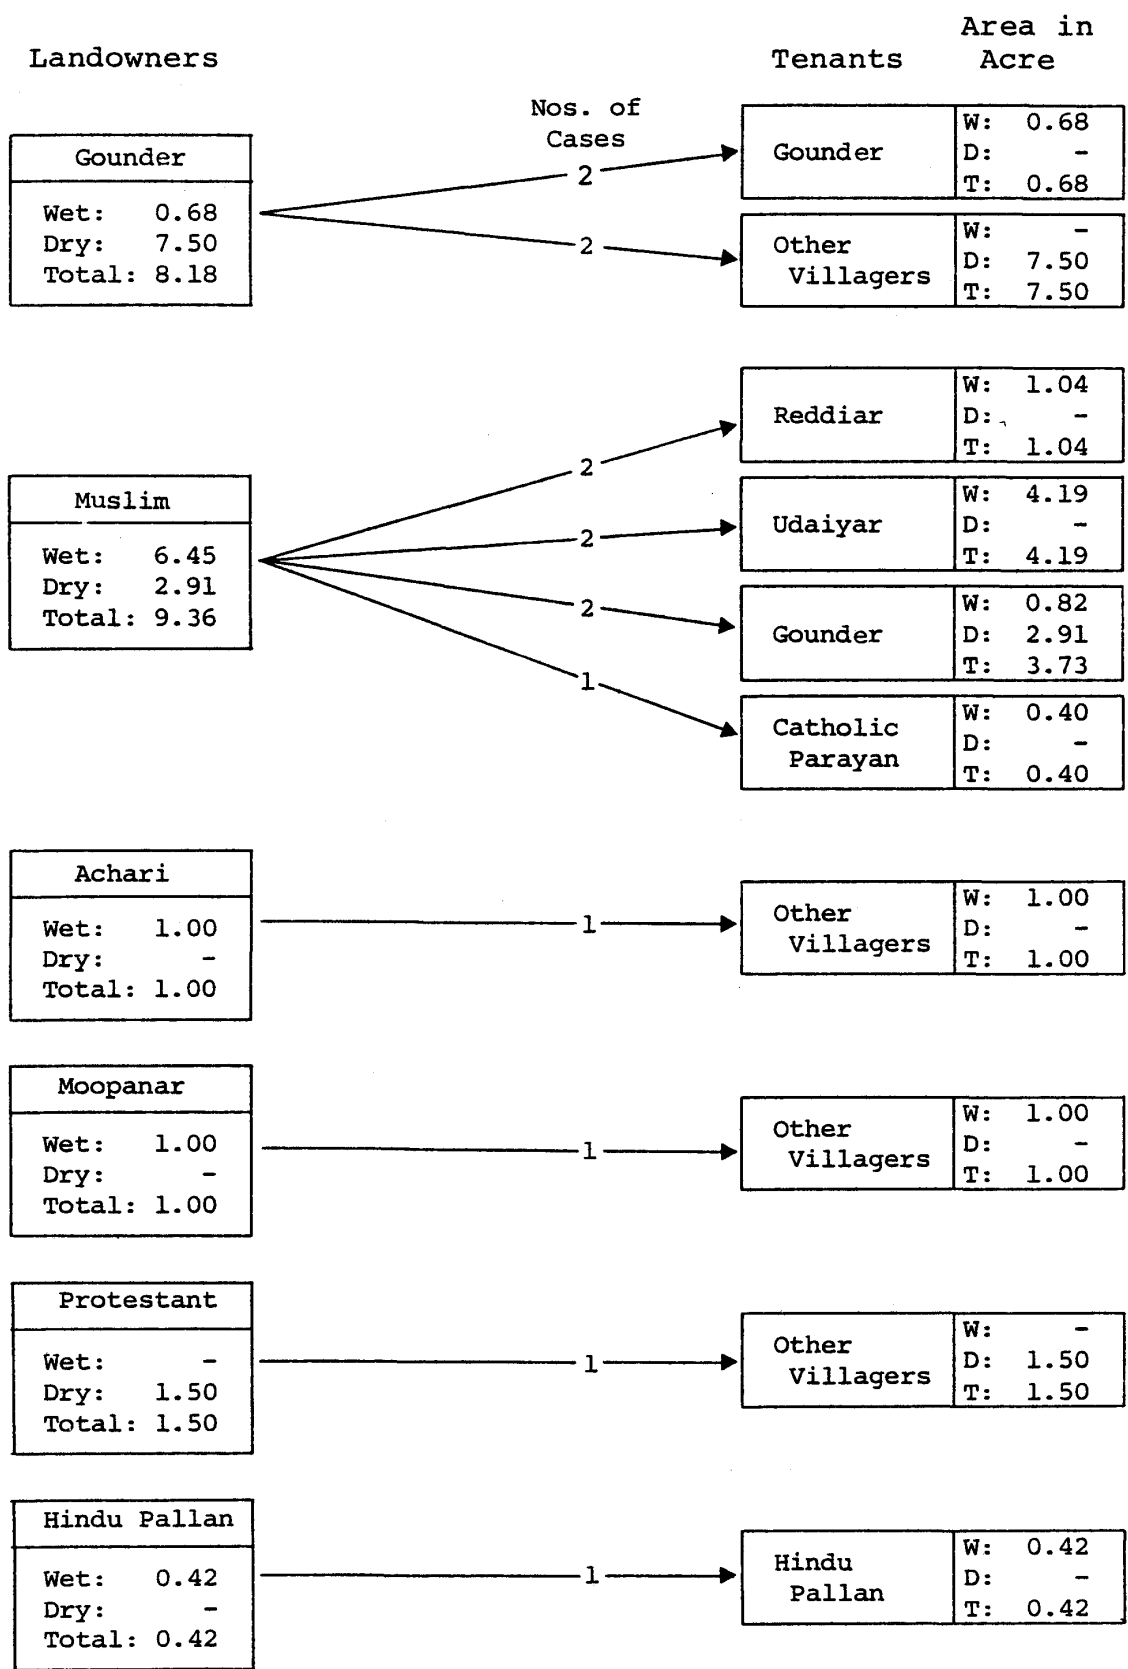 Landowners
Tenants
Area in
Acre
Nos. of
Cases
Gounder
Wet: 0.68
Dry: 7.50
Total: 8.18
2
2
Gounder
W: 0.68
D: -
T: 0.68
Other
Villagers
W: -
D: 7.50
T: 7.50
Muslim
Wet: 6.45
Dry: 2.91
Total: 9.36
2
2
2
1
Reddiar
W: 1.04
D: -
T: 1.04
Udaiyar
W: 4.19
D: -
T: 4.19
Gounder
W: 0.82
D: 2.91
T: 3.73
Catholic
Parayan
W: 0.40
D: -
T: 0.40
Achari
Wet: 1.00
Dry: -
Total: 1.00
1
Other
Villagers
W: 1.00
D: -
T: 1.00
Moopanar
Wet: 1.00
Dry: -
Total: 1.00
1
Other
Villagers
W: 1.00
D: -
T: 1.00
Protestant
Wet: -
Dry: 1.50
Total: 1.50
1
Other
Villagers
W: -
D: 1.50
T: 1.50
Hindu Pallan
Wet: 0.42
Dry: -
Total: 0.42
1
Hindu
Pallan
W: 0.42
D: -
T: 0.42